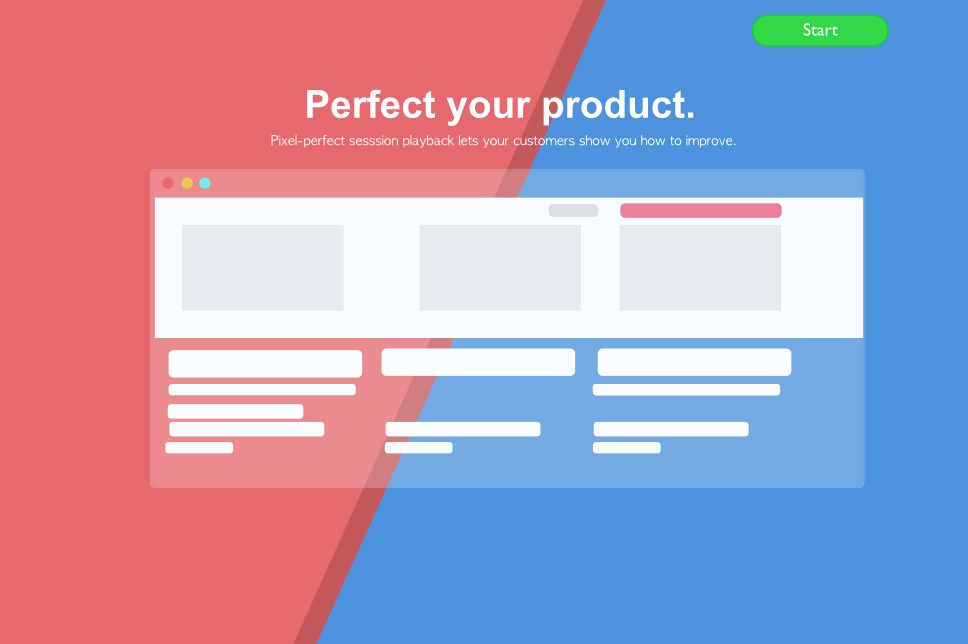 Start
Perfect your product.
Pixel-perfect sesssion playback lets your customers show you how to improve.